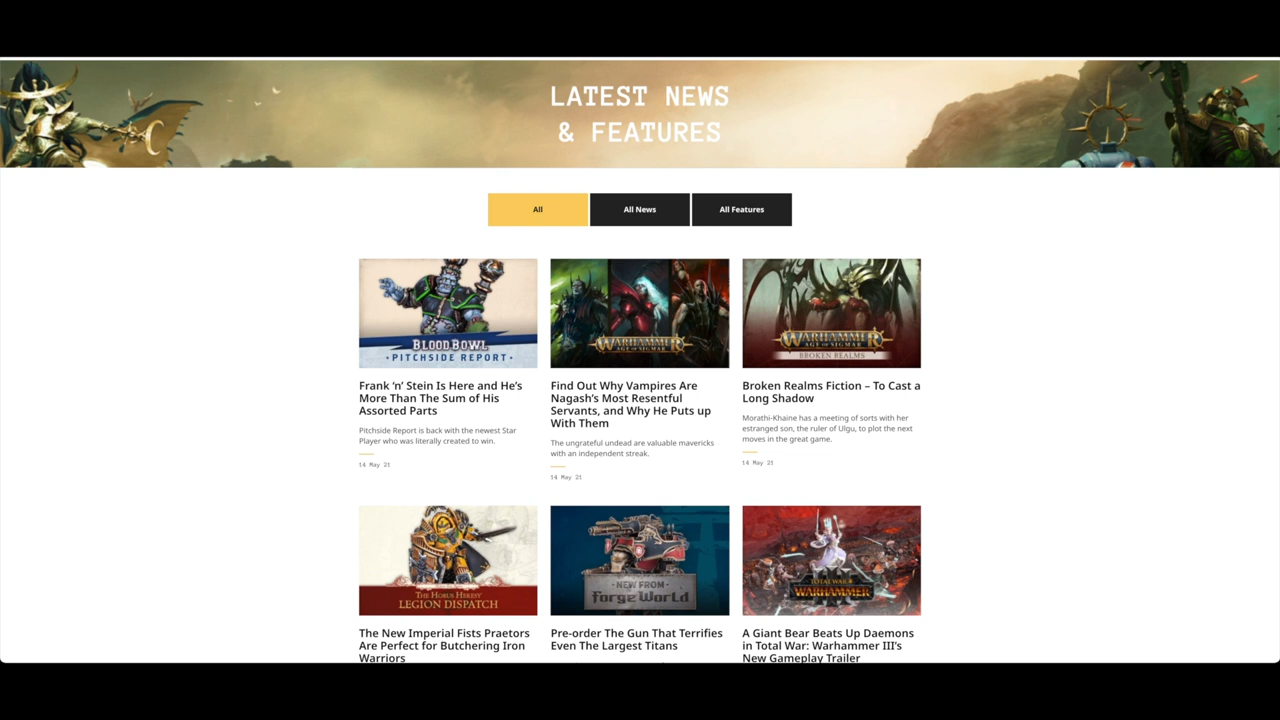 LATEST NEWS
& FEATURES
All
All News
All Features
BLOOD BOWL
• PITCHSIDE REPORT •
WARHAMMER
AGE OF SIGMAR
WARHAMMER
AGE OF SIGMAR
BROKEN REALMS
Frank ‘n’ Stein Is Here and He’s
More Than The Sum of His
Assorted Parts
Pitchside Report is back with the newest Star
Player who was literally created to win.
14 May 21
Find Out Why Vampires Are
Nagash’s Most Resentful
Servants, and Why He Puts up
With Them
The ungrateful undead are valuable mavericks
with an independent streak.
14 May 21
Broken Realms Fiction – To Cast a
Long Shadow
Morathi-Khaine has a meeting of sorts with her
estranged son, the ruler of Ulgu, to plot the next
moves in the great game.
14 May 21
THE HORUS HERESY
LEGION DISPATCH
• NEW FROM •
Forge World
TOTAL WAR
WARHAMMER
III
The New Imperial Fists Praetors
Are Perfect for Butchering Iron
Warriors
Pre-order The Gun That Terrifies
Even The Largest Titans
A Giant Bear Beats Up Daemons
in Total War: Warhammer III’s
New Gameplay Trailer